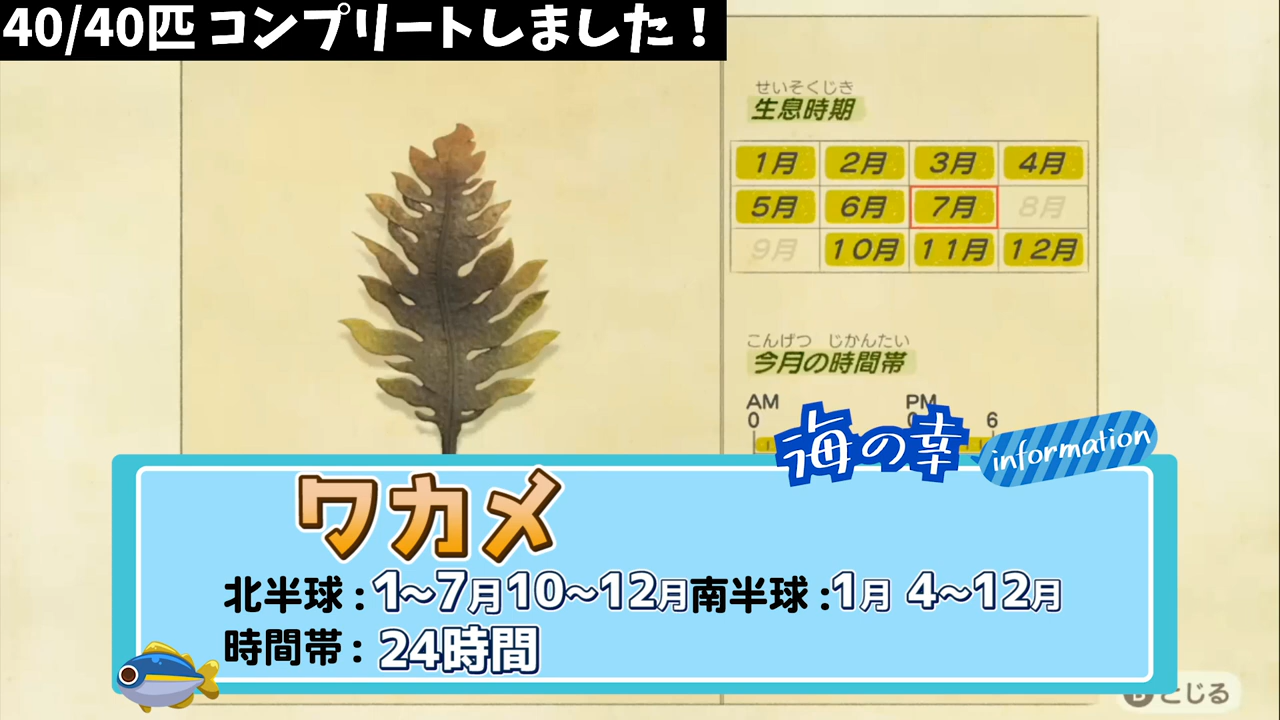 40/40匹 コンプリートしました!
せいそくじき
生息時期
1月 2月 3月 4月
5月 6月 7月 8月
9月 10月 11月 12月
こんげつ じかんたい
今月の時間帯
AM PM
0 6
海の幸 information
ワカメ
北半球:1~7月10~12月南半球:1月 4~12月
時間帯:24時間
とじる